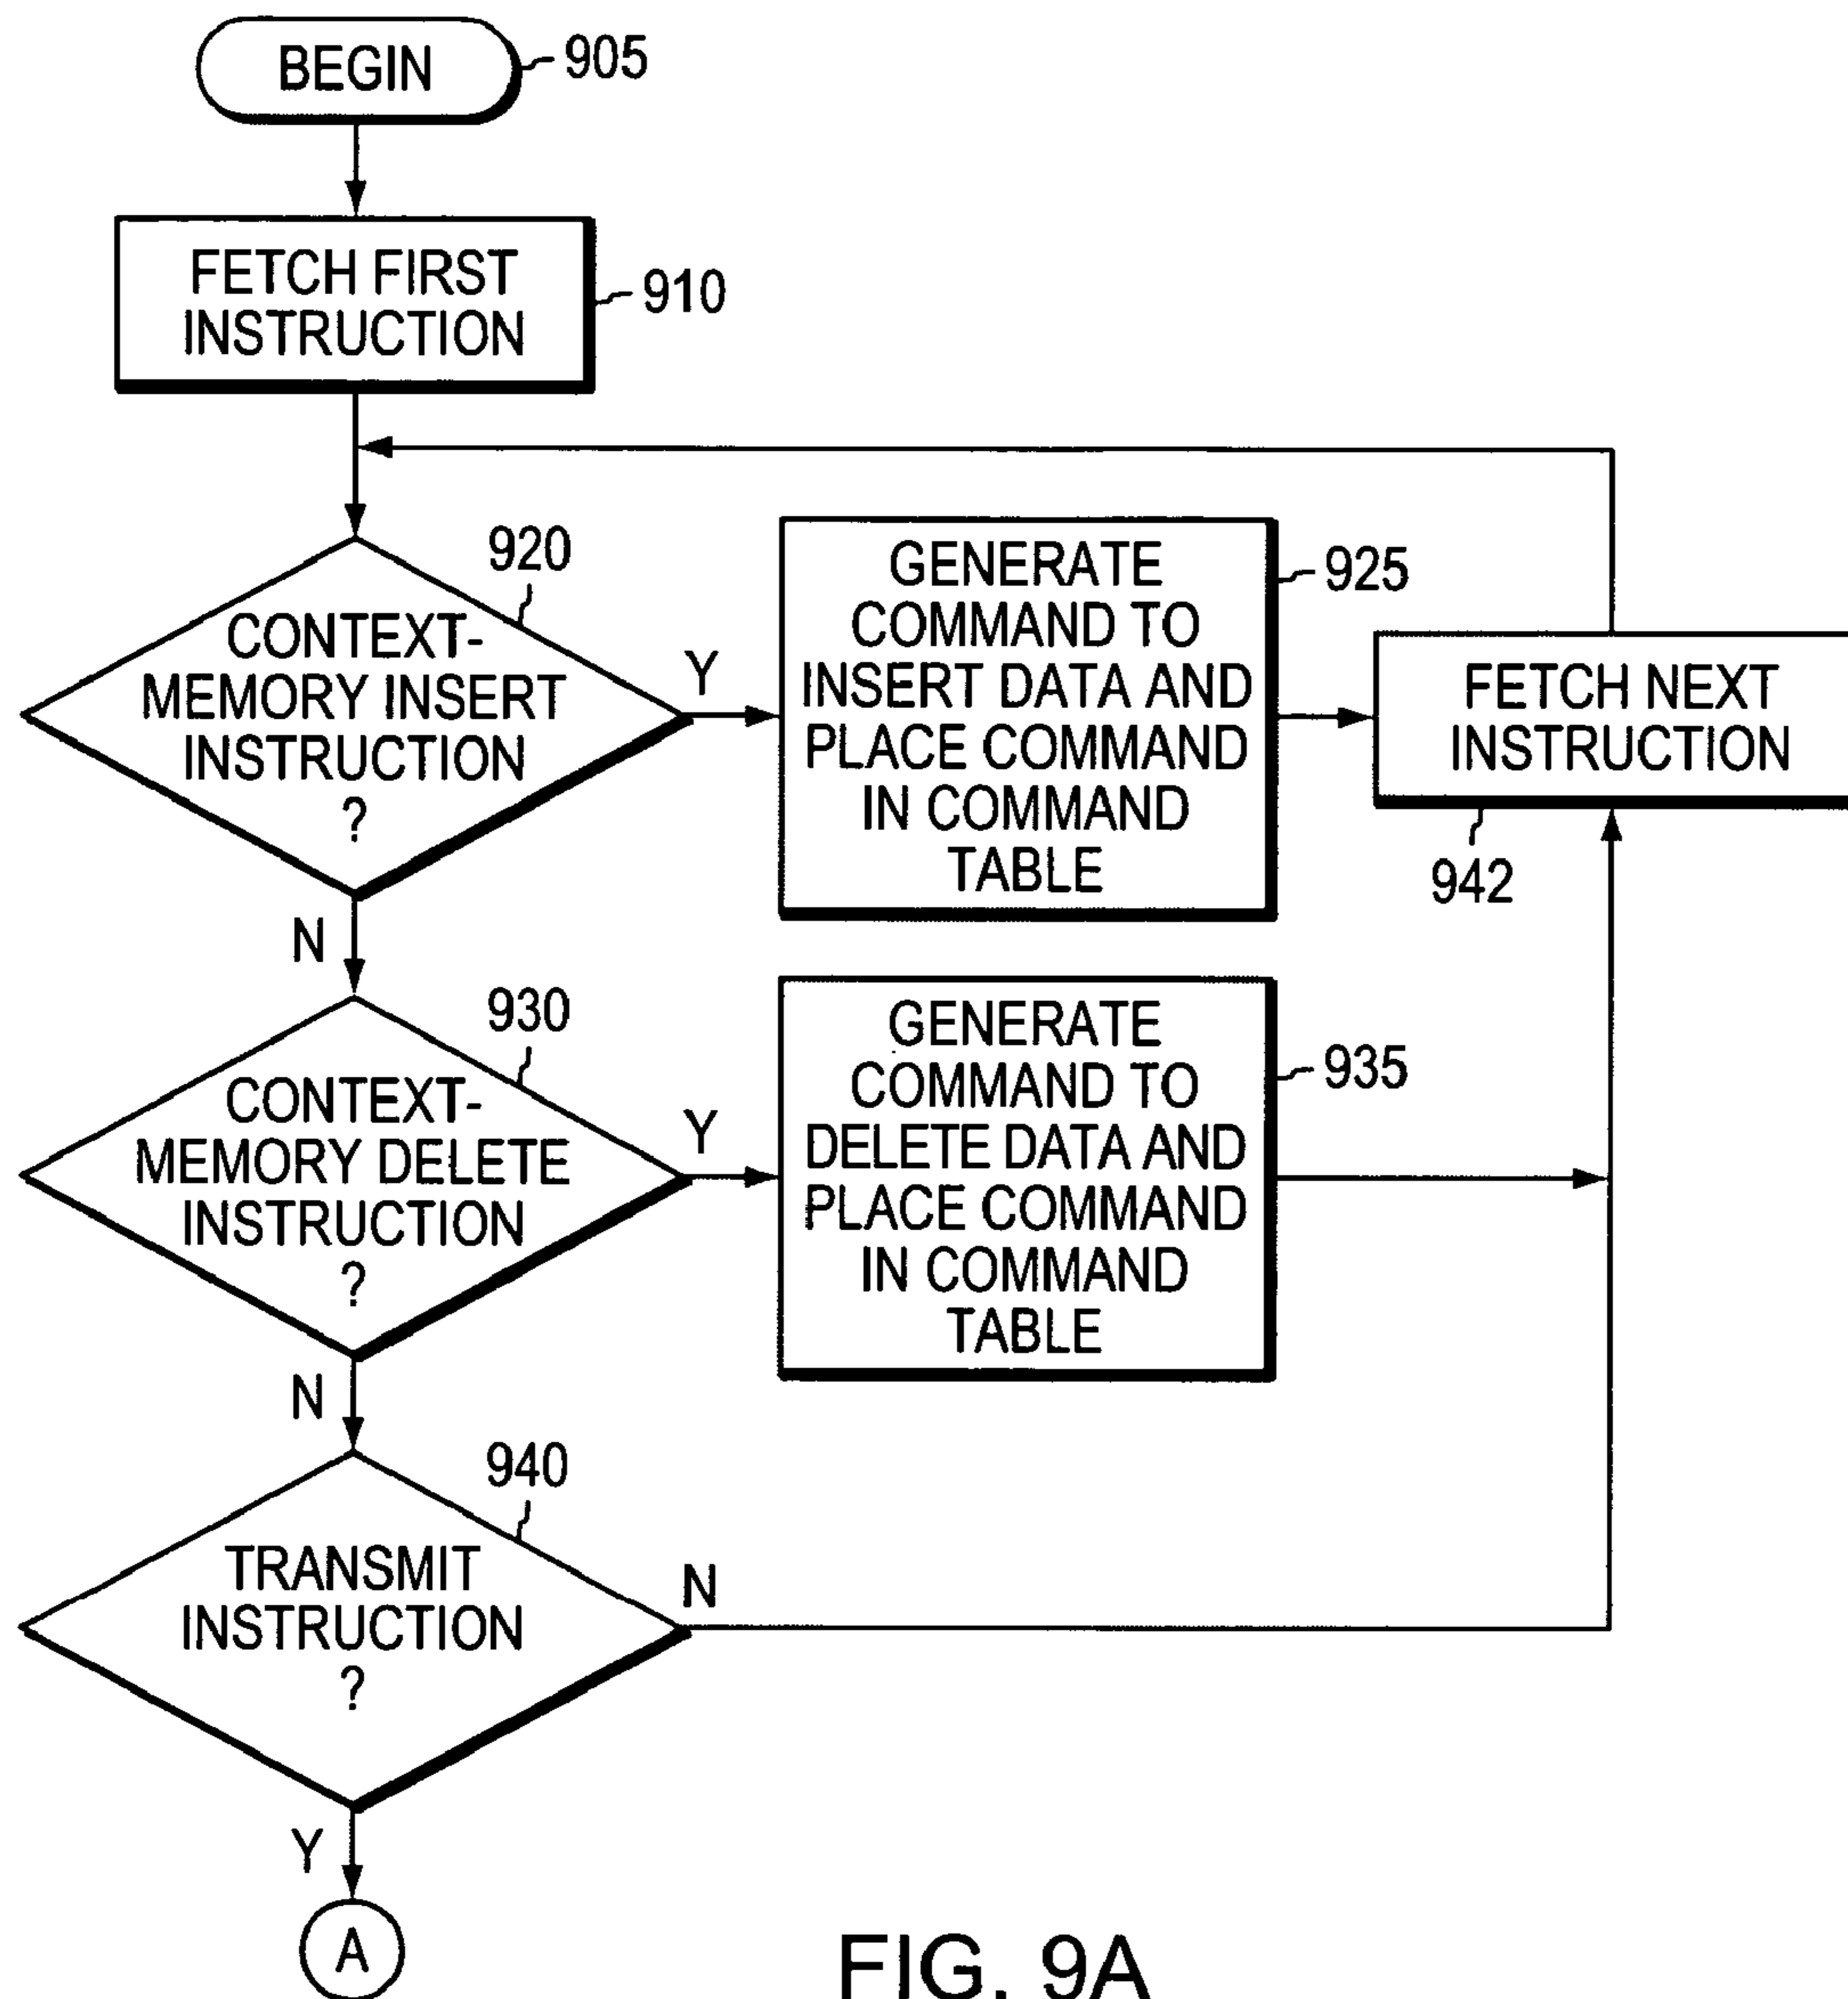 BEGIN
905
FETCH FIRST
INSTRUCTION
910
920
CONTEXT-
MEMORY INSERT
INSTRUCTION
?
Y
N
GENERATE
COMMAND TO
INSERT DATA AND
PLACE COMMAND
IN COMMAND
TABLE
925
FETCH NEXT
INSTRUCTION
942
930
CONTEXT-
MEMORY DELETE
INSTRUCTION
?
Y
N
GENERATE
COMMAND TO
DELETE DATA AND
PLACE COMMAND
IN COMMAND
TABLE
935
940
TRANSMIT
INSTRUCTION
?
N
Y
A
FIG. 9A